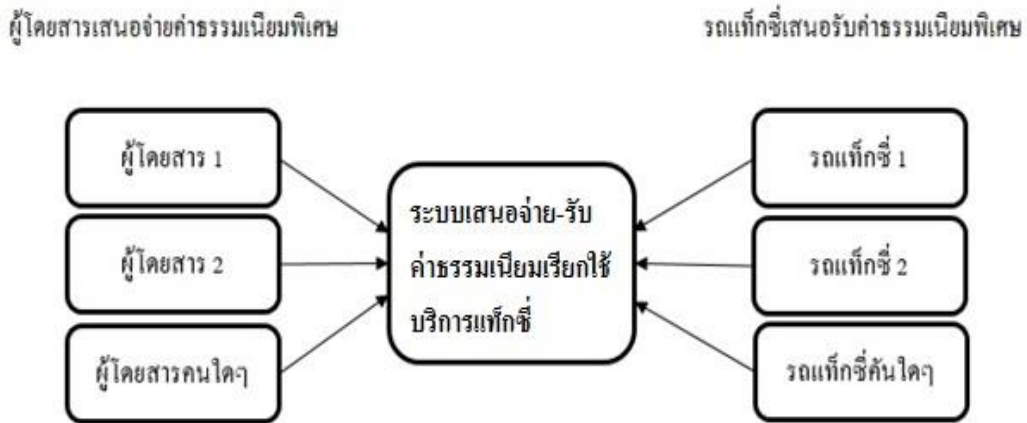 ผู้โดยสารเสนอจ่ายค่าธรรมเนียมพิเศษ
รถแท็กซี่เสนอรับค่าธรรมเนียมพิเศษ
ผู้โดยสาร 1
ผู้โดยสาร 2
ผู้โดยสารคนใดๆ
ระบบเสนอจ่าย-รับ
ค่าธรรมเนียมเรียกใช้
บริการแท็กซี่
รถแท็กซี่ 1
รถแท็กซี่ 2
รถแท็กซี่คันใดๆ